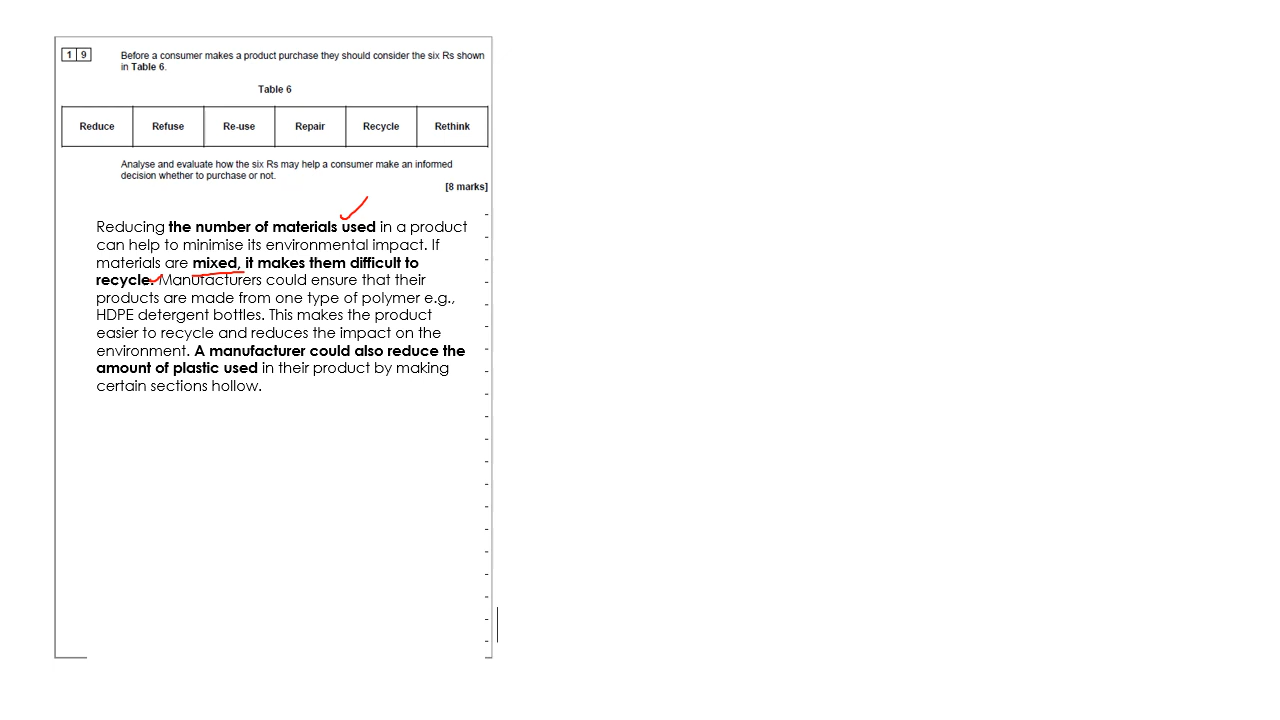 1 9 Before a consumer makes a product purchase they should consider the six Rs shown
in Table 6.
Table 6
Reduce Refuse Re-use Repair Recycle Rethink
Analyse and evaluate how the six Rs may help a consumer make an informed
decision whether to purchase or not.
[8 marks]
Reducing the number of materials used in a product
can help to minimise its environmental impact. If
materials are mixed, it makes them difficult to
recycle. Manufacturers could ensure that their
products are made from one type of polymer e.g.,
HDPE detergent bottles. This makes the product
easier to recycle and reduces the impact on the
environment. A manufacturer could also reduce the
amount of plastic used in their product by making
certain sections hollow.